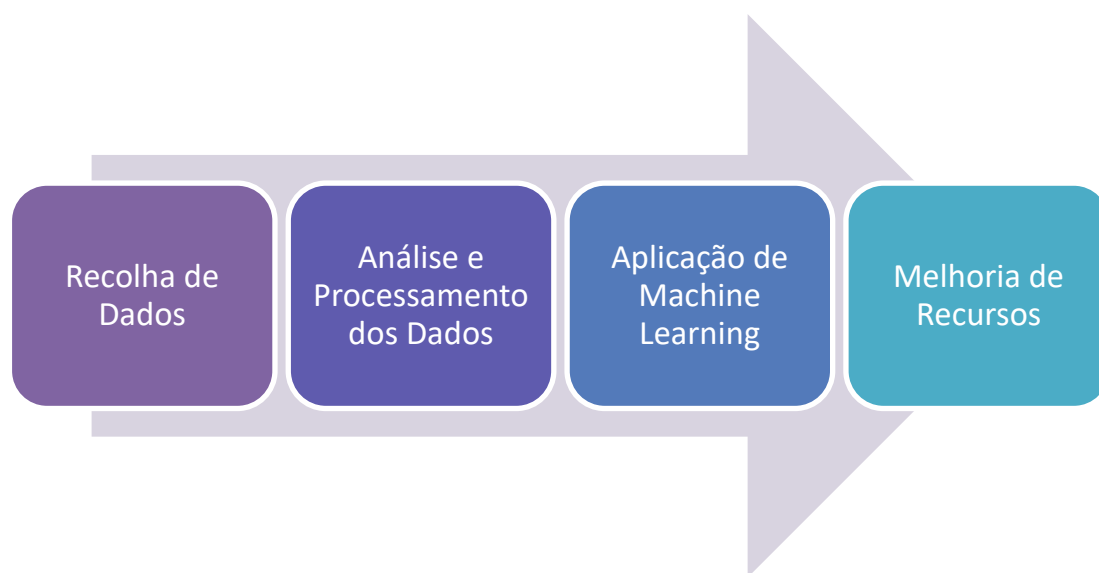 Recolha de
Dados
Análise e
Processamento
dos Dados
Aplicação de
Machine
Learning
Melhoria de
Recursos